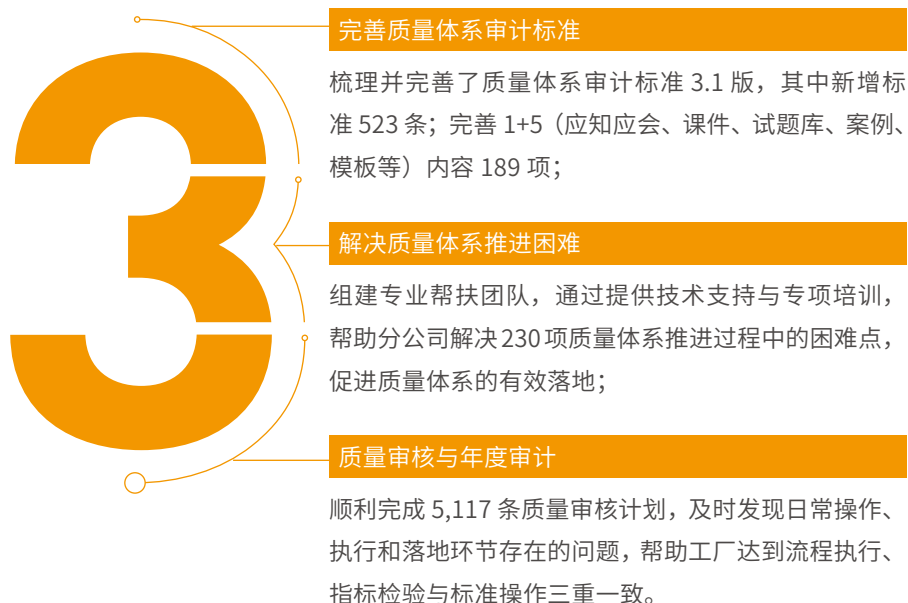 3
完善质量体系审计标准
梳理并完善了质量体系审计标准 3.1 版，其中新增标
准 523 条；完善 1+5（应知应会、课件、试题库、案例、
模板等）内容 189 项；
解决质量体系推进困难
组建专业帮扶团队，通过提供技术支持与专项培训，
帮助分公司解决 230 项质量体系推进过程中的困难点，
促进质量体系的有效落地；
质量审核与年度审计
顺利完成 5,117 条质量审核计划，及时发现日常操作、
执行和落地环节存在的问题，帮助工厂达到流程执行、
指标检验与标准操作三重一致。